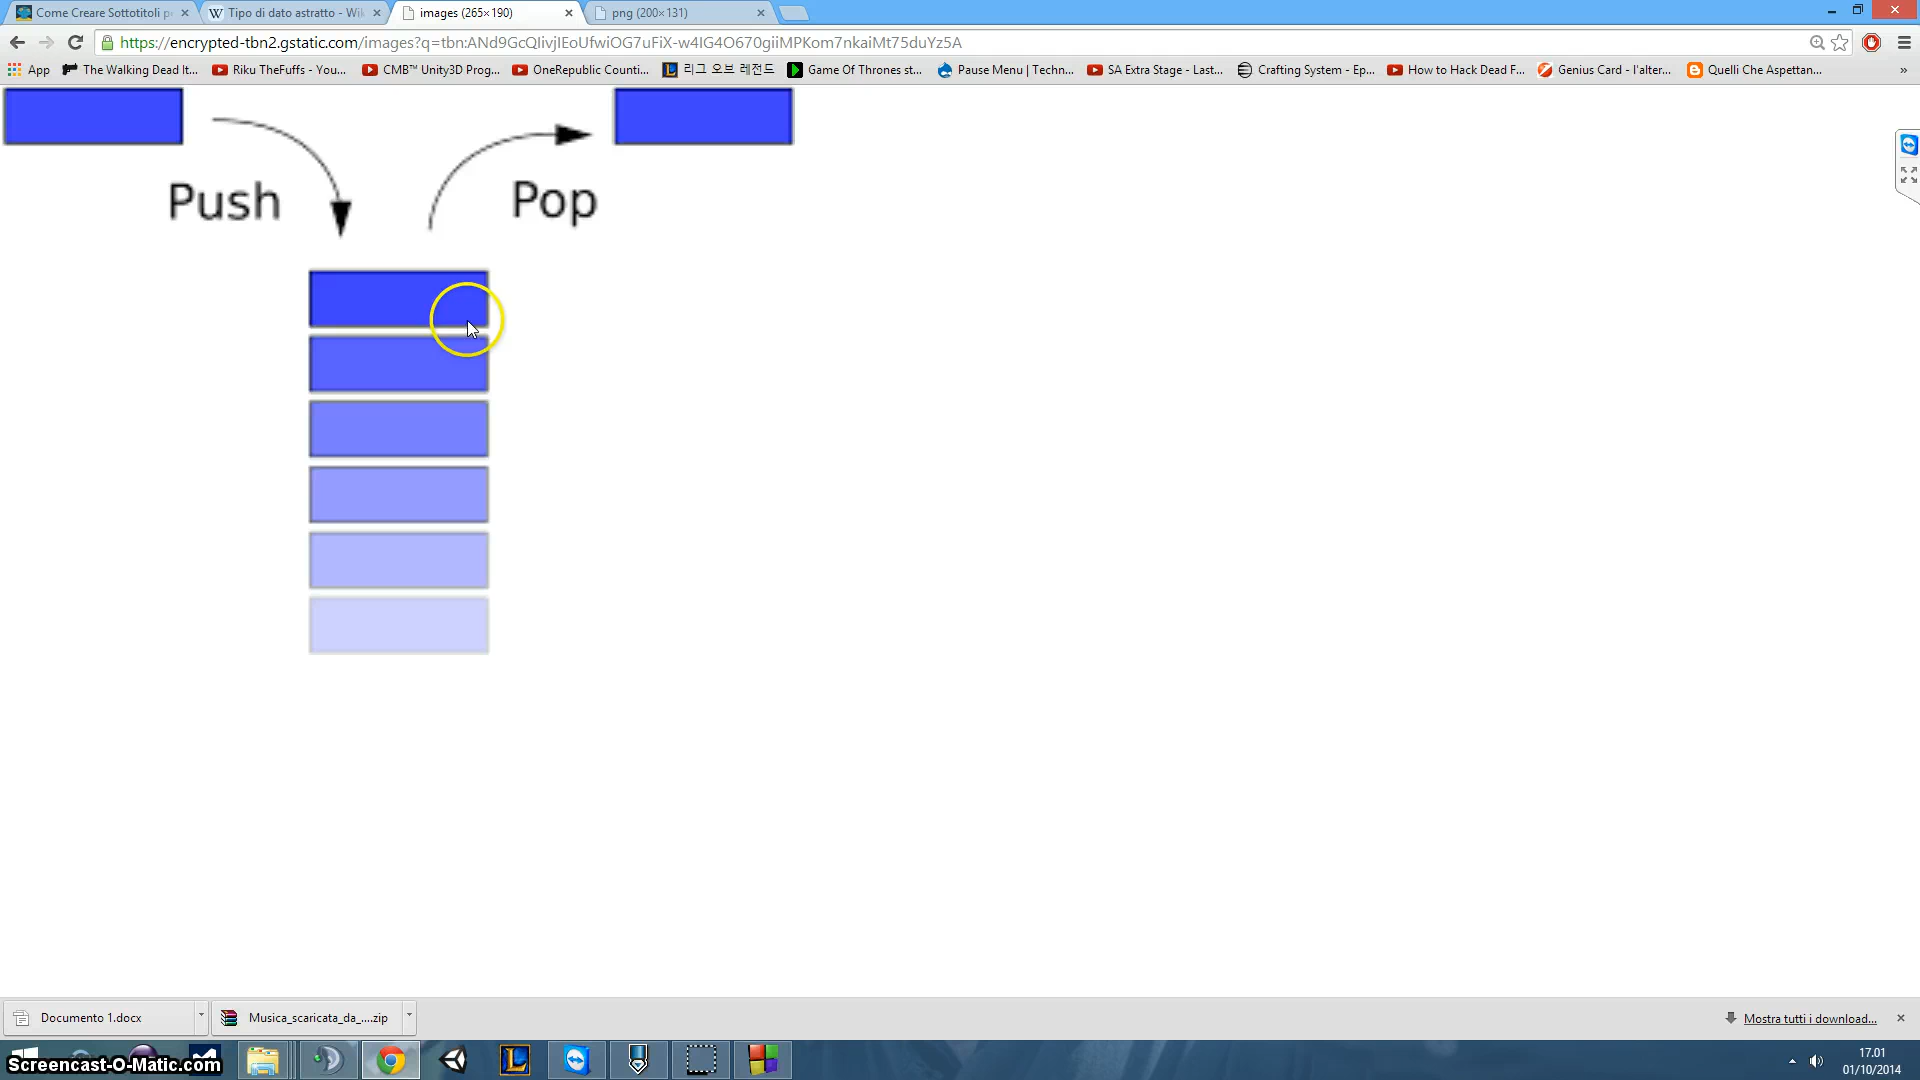 Come Creare Sottotitoli p
Tipo di dato astratto - Wik
images (265×190)
png (200×131)
https://encrypted-tbn2.gstatic.com/images?q=tbn:ANd9GcQlivjIEoUfwiOG7uFiX-w4IG4O670giiMPKom7nkaiMt75duYz5A
App
The Walking Dead It...
Riku TheFuffs - You...
CMB™ Unity3D Prog...
OneRepublic Counti...
리그 오브 레전드
Game Of Thrones st...
Pause Menu | Techn...
SA Extra Stage - Last...
Crafting System - Ep...
How to Hack Dead F...
Genius Card - l'alter...
Quelli Che Aspettan...
»
Push
Pop
Documento 1.docx
Musica_scaricata_da_....zip
Mostra tutti i download...
Screencast-O-Matic.com
17.01
01/10/2014